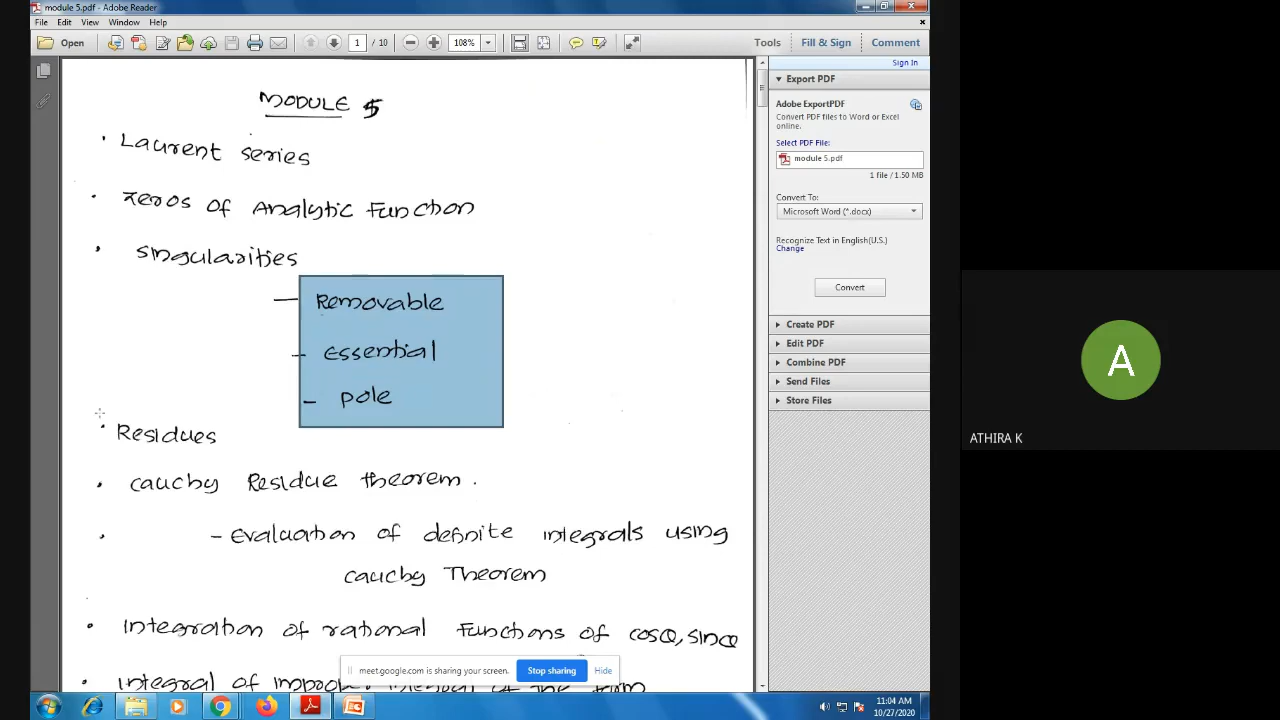 module 5.pdf - Adobe Reader
File Edit View Window Help
Open 1 / 10 108% Tools Fill & Sign Comment
Sign In
MODULE 5
Laurent series
Zeros of Analytic Function
Singularities
- Removable
- essential
- pole
Residues
Cauchy Residue theorem.
- Evaluation of definite integrals using
Cauchy Theorem
Integration of rational functions of cosθ, sinθ
Integral of improper integral of the form
meet.google.com is sharing your screen. Stop sharing Hide
Export PDF
Adobe ExportPDF
Convert PDF files to Word or Excel
online.
Select PDF File:
module 5.pdf
1 file / 1.50 MB
Convert To:
Microsoft Word (*.docx)
Recognize Text in English(U.S.)
Change
Convert
Create PDF
Edit PDF
Combine PDF
Send Files
Store Files
A
ATHIRA K
11:04 AM
10/27/2020